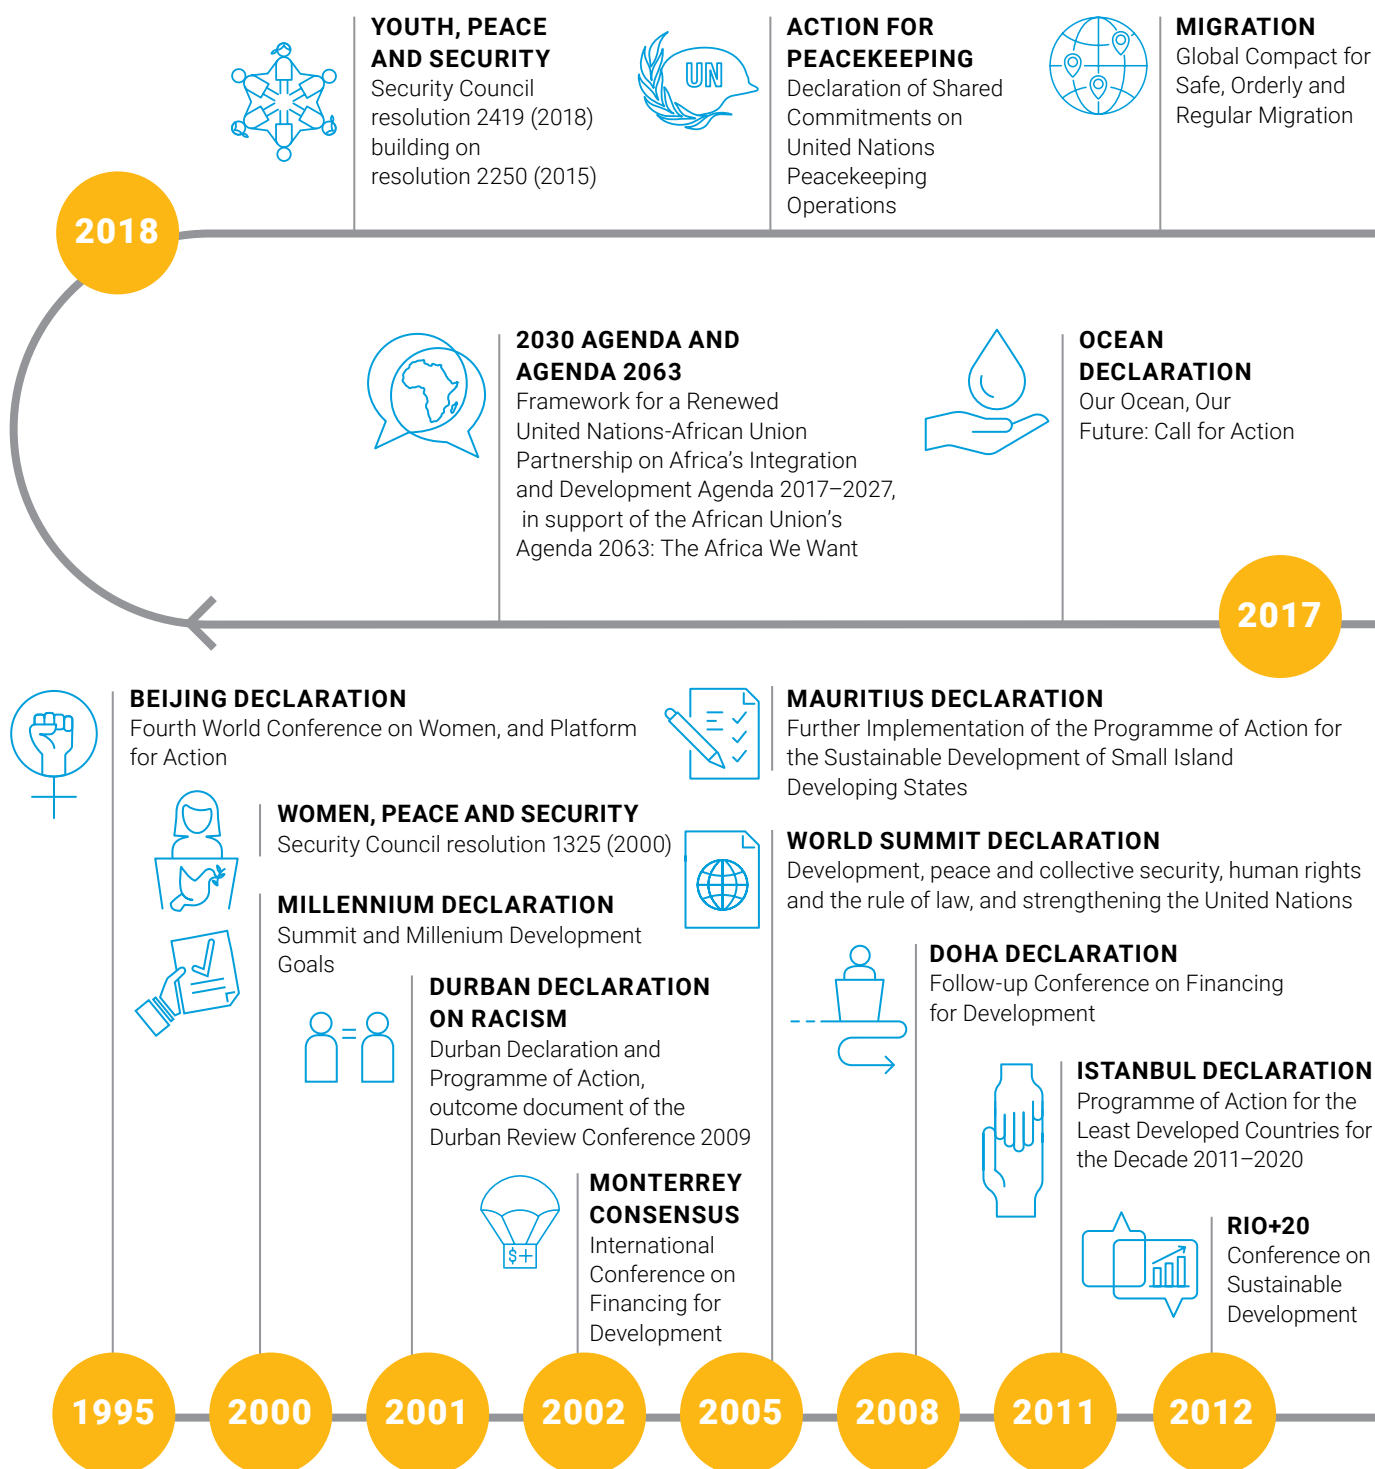 YOUTH, PEACE
AND SECURITY
Security Council
resolution 2419 (2018)
building on
resolution 2250 (2015)
UN
ACTION FOR
PEACEKEEPING
Declaration of Shared
Commitments on
United Nations
Peacekeeping
Operations
MIGRATION
Global Compact for
Safe, Orderly and
Regular Migration
2018
2030 AGENDA AND
AGENDA 2063
Framework for a Renewed
United Nations-African Union
Partnership on Africa's Integration
and Development Agenda 2017–2027,
in support of the African Union's
Agenda 2063: The Africa We Want
OCEAN
DECLARATION
Our Ocean, Our
Future: Call for Action
2017
BEIJING DECLARATION
Fourth World Conference on Women, and Platform
for Action
WOMEN, PEACE AND SECURITY
Security Council resolution 1325 (2000)
MILLENNIUM DECLARATION
Summit and Millenium Development
Goals
DURBAN DECLARATION
ON RACISM
Durban Declaration and
Programme of Action,
outcome document of the
Durban Review Conference 2009
$+
MONTERREY
CONSENSUS
International
Conference on
Financing for
Development
MAURITIUS DECLARATION
Further Implementation of the Programme of Action for
the Sustainable Development of Small Island
Developing States
WORLD SUMMIT DECLARATION
Development, peace and collective security, human rights
and the rule of law, and strengthening the United Nations
DOHA DECLARATION
Follow-up Conference on Financing
for Development
ISTANBUL DECLARATION
Programme of Action for the
Least Developed Countries for
the Decade 2011–2020
RIO+20
Conference on
Sustainable
Development
1995
2000
2001
2002
2005
2008
2011
2012